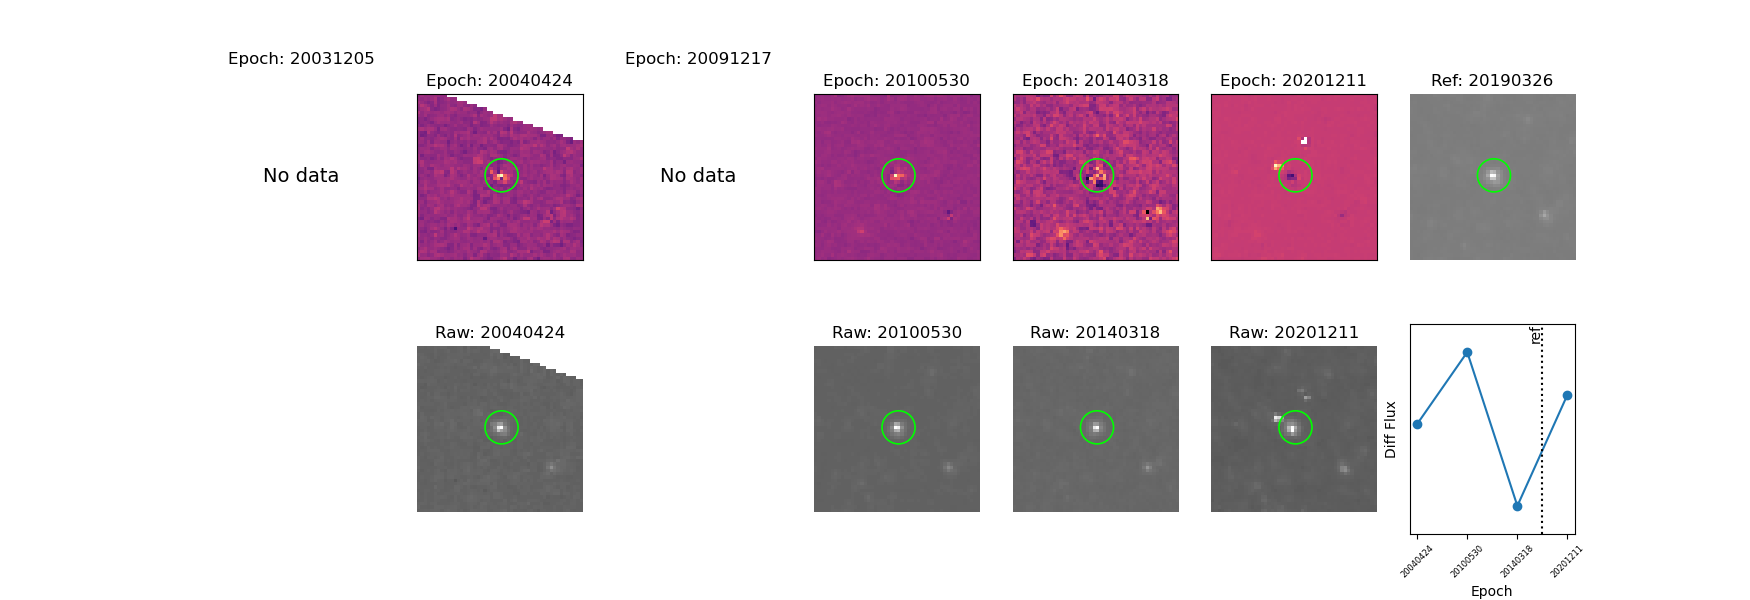 Epoch: 20031205
Epoch: 20040424
Epoch: 20091217
Epoch: 20100530
Epoch: 20140318
Epoch: 20201211
Ref: 20190326
No data
No data
Raw: 20040424
Raw: 20100530
Raw: 20140318
Raw: 20201211
ref
Diff Flux
20040424
20100530
20140318
20201211
Epoch